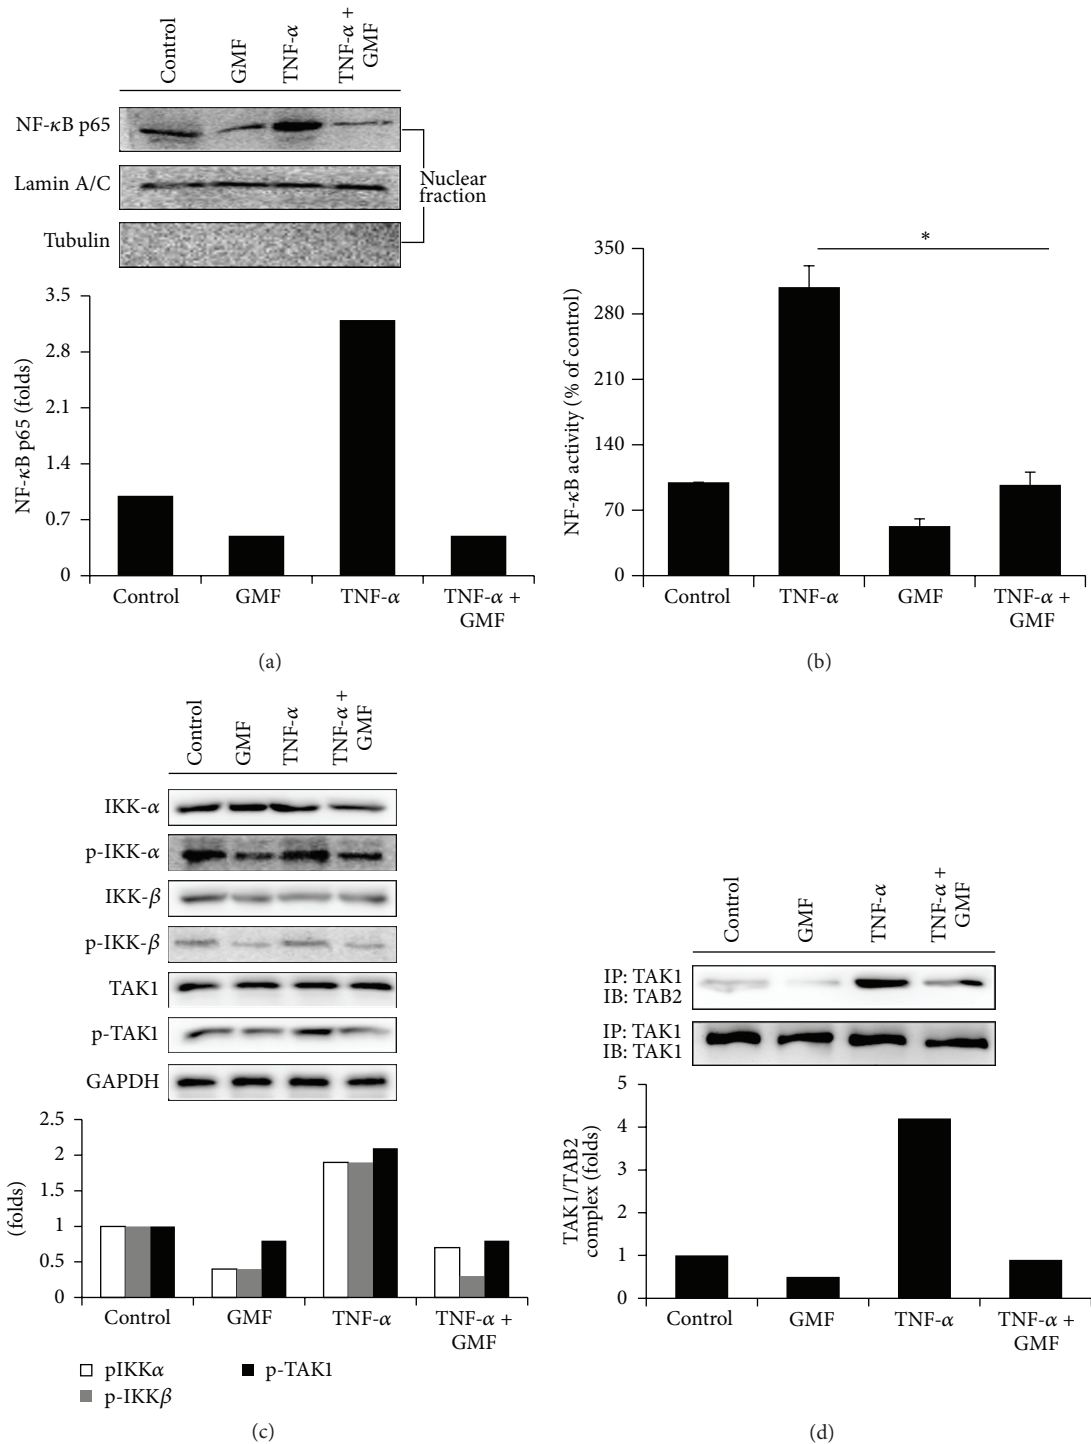 Control
GMF
TNF-α
TNF-α +
GMF
NF-κB p65
Lamin A/C
Tubulin
Nuclear
fraction
NF-κB p65 (folds)
3.5
2.8
2.1
1.4
0.7
0
Control
GMF
TNF-α
TNF-α +
GMF
(a)
NF-κB activity (% of control)
350
280
210
140
70
0
*
Control
TNF-α
GMF
TNF-α +
GMF
(b)
Control
GMF
TNF-α
TNF-α +
GMF
IKK-α
p-IKK-α
IKK-β
p-IKK-β
TAK1
p-TAK1
GAPDH
(folds)
2.5
2
1.5
1
0.5
0
Control
GMF
TNF-α
TNF-α +
GMF
pIKKα
p-IKKβ
p-TAK1
(c)
Control
GMF
TNF-α
TNF-α +
GMF
IP: TAK1
IB: TAB2
IP: TAK1
IB: TAK1
TAK1/TAB2
complex (folds)
5
4
4
2
1
0
Control
GMF
TNF-α
TNF-α +
GMF
(d)